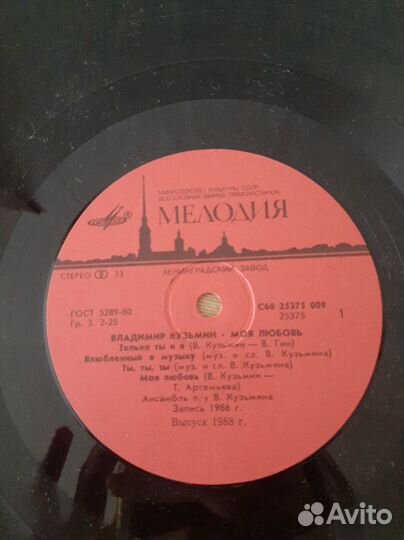 МИНИСТЕРСТВО КУЛЬТУРЫ СССР
ВСЕСОЮЗНАЯ ФИРМА ГРАМПЛАСТИНОК
МЕЛОДИЯ
СТЕРЕО 33
ЛЕНИНГРАДСКИЙ ЗАВОД
ГОСТ 5289-80
Гр. 3. 2-25
С60 25375 009
25375
1
ВЛАДИМИР КУЗЬМИН · МОЯ ЛЮБОВЬ
Только ты и я (В. Кузьмин — В. Гин)
Влюбленный в музыку (муз. и сл. В. Кузьмина)
Ты, ты, ты (муз. и сл. В. Кузьмина)
Моя любовь (В. Кузьмин —
Т. Артемьева)
Ансамбль п/у В. Кузьмина
Запись 1986 г.
Выпуск 1988 г.
Avito